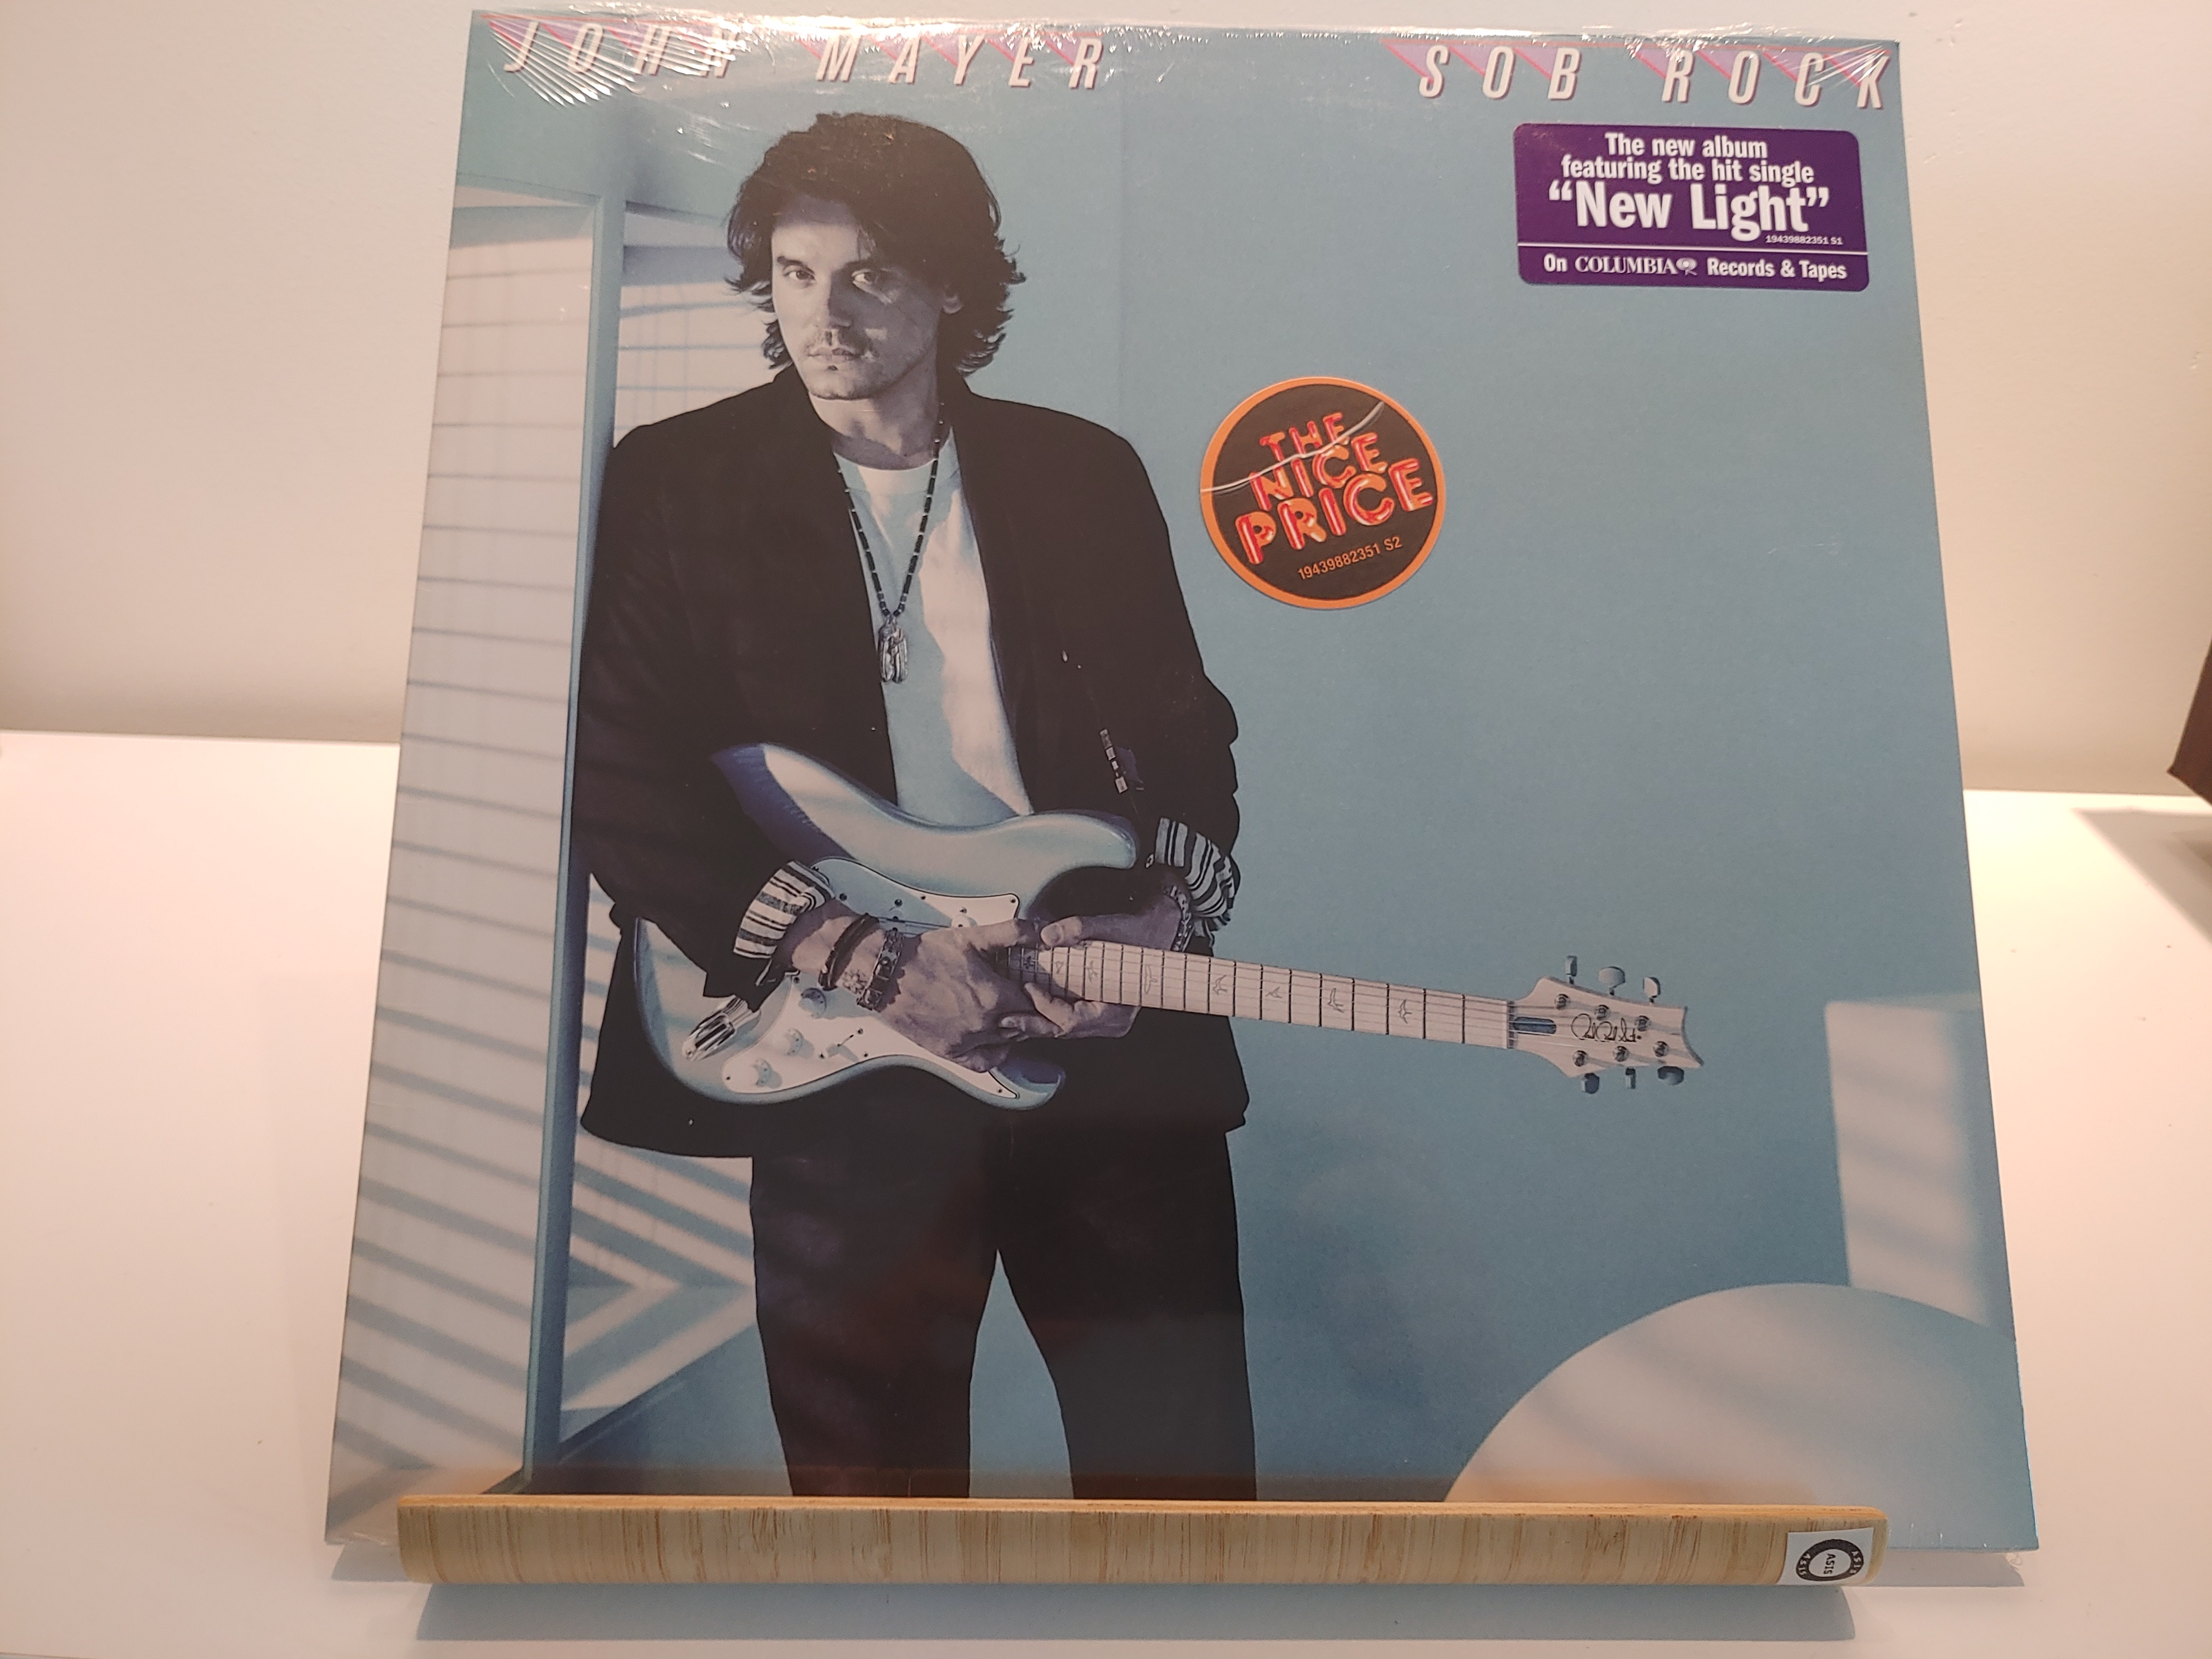 JOHN MAYER SOB ROCK
The new album
featuring the hit single
“New Light”
19439882351 S1
On COLUMBIA Records & Tapes
THE
NICE
PRICE
19439882351 S2
ASIS